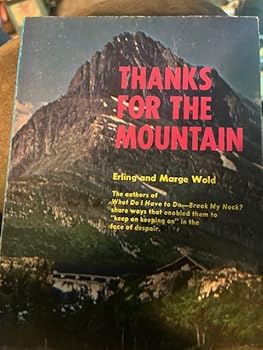 THANKS
FOR THE
MOUNTAIN
Erling and Marge Wold
The authors of
What Do I Have to Do—Break My Neck?
share ways that enabled them to
"keep on keeping on" in the
face of despair.